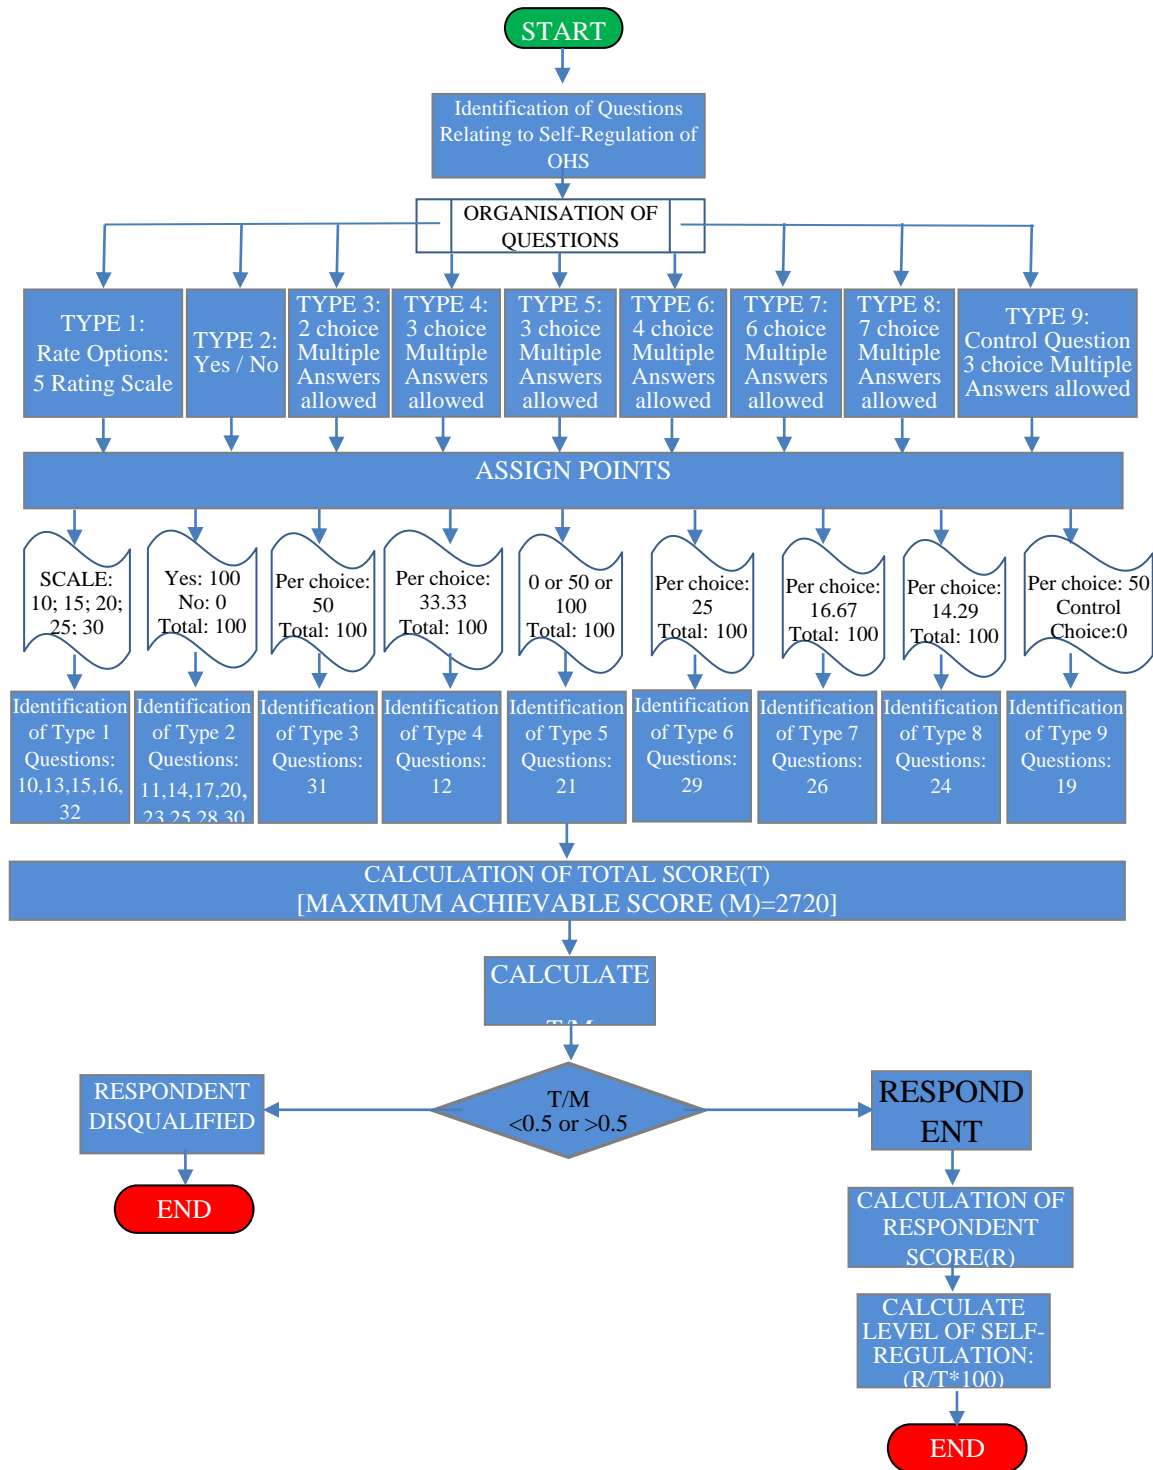 START
Identification of Questions
Relating to Self-Regulation of
OHS
ORGANISATION OF
QUESTIONS
TYPE 1:
Rate Options:
5 Rating Scale
TYPE 2:
Yes / No
TYPE 3:
2 choice
Multiple
Answers
allowed
TYPE 4:
3 choice
Multiple
Answers
allowed
TYPE 5:
3 choice
Multiple
Answers
allowed
TYPE 6:
4 choice
Multiple
Answers
allowed
TYPE 7:
6 choice
Multiple
Answers
allowed
TYPE 8:
7 choice
Multiple
Answers
allowed
TYPE 9:
Control Question
3 choice Multiple
Answers allowed
ASSIGN POINTS
SCALE:
10; 15; 20;
25; 30
Yes: 100
No: 0
Total: 100
Per choice:
50
Total: 100
Per choice:
33.33
Total: 100
0 or 50 or
100
Total: 100
Per choice:
25
Total: 100
Per choice:
16.67
Total: 100
Per choice:
14.29
Total: 100
Per choice: 50
Control
Choice:0
Identification
of Type 1
Questions:
10,13,15,16,
32
Identification
of Type 2
Questions:
11,14,17,20,
23,25,28,30
Identification
of Type 3
Questions:
31
Identification
of Type 4
Questions:
12
Identification
of Type 5
Questions:
21
Identification
of Type 6
Questions:
29
Identification
of Type 7
Questions:
26
Identification
of Type 8
Questions:
24
Identification
of Type 9
Questions:
19
CALCULATION OF TOTAL SCORE(T)
[MAXIMUM ACHIEVABLE SCORE (M)=2720]
CALCULATE
T/M
RESPONDENT
DISQUALIFIED
T/M
<0.5 or >0.5
RESPOND
ENT
END
CALCULATION OF
RESPONDENT
SCORE(R)
CALCULATE
LEVEL OF SELF-
REGULATION:
(R/T*100)
END